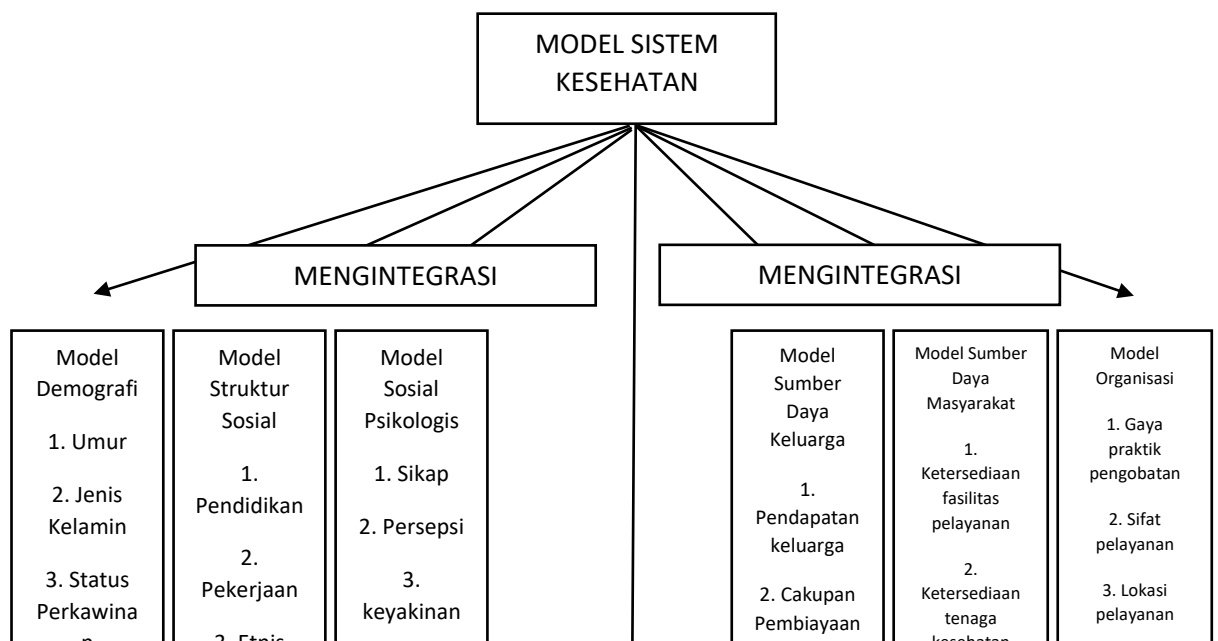 MODEL SISTEM
KESEHATAN
MENGINTEGRASI
MENGINTEGRASI
Model
Demografi
1. Umur
2. Jenis
Kelamin
3. Status
Perkawina
n
Model
Struktur
Sosial
1.
Pendidikan
2.
Pekerjaan
3. Etnis
Model
Sosial
Psikologis
1. Sikap
2. Persepsi
3.
keyakinan
Model
Sumber
Daya
Keluarga
1.
Pendapatan
keluarga
2. Cakupan
Pembiayaan
Model Sumber
Daya
Masyarakat
1.
Ketersediaan
fasilitas
pelayanan
2.
Ketersediaan
tenaga
kesehatan
Model
Organisasi
1. Gaya
praktik
pengobatan
2. Sifat
pelayanan
3. Lokasi
pelayanan